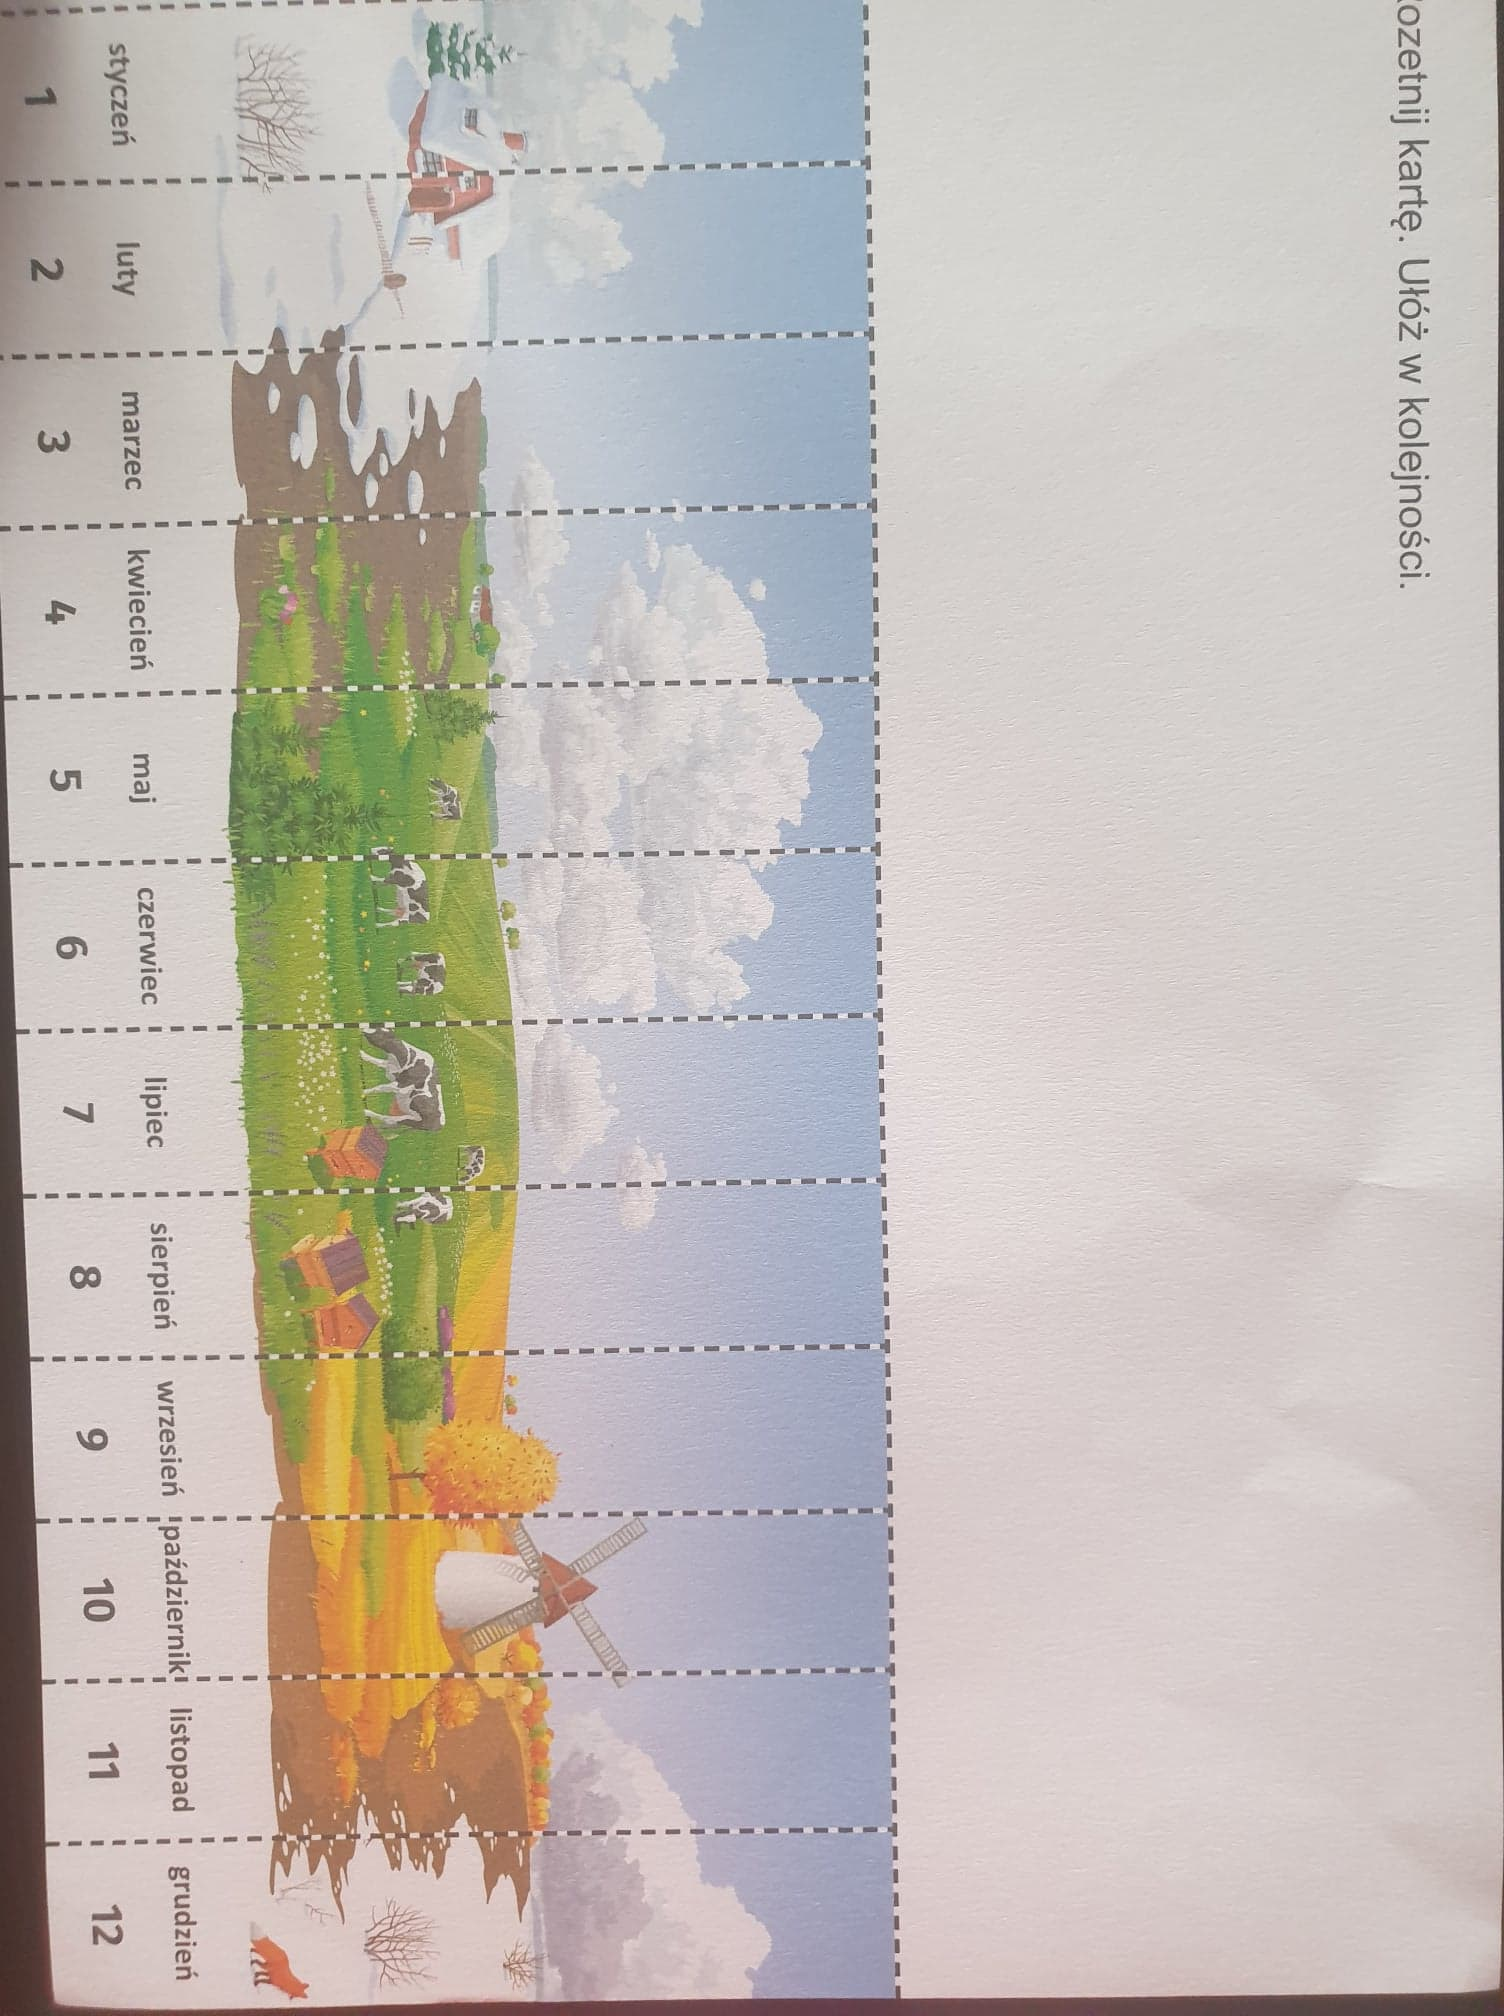 Rozetnij kartę. Ułóż w kolejności.
styczeń luty marzec kwiecień maj czerwiec lipiec sierpień wrzesień październik listopad grudzień
1 2 3 4 5 6 7 8 9 10 11 12